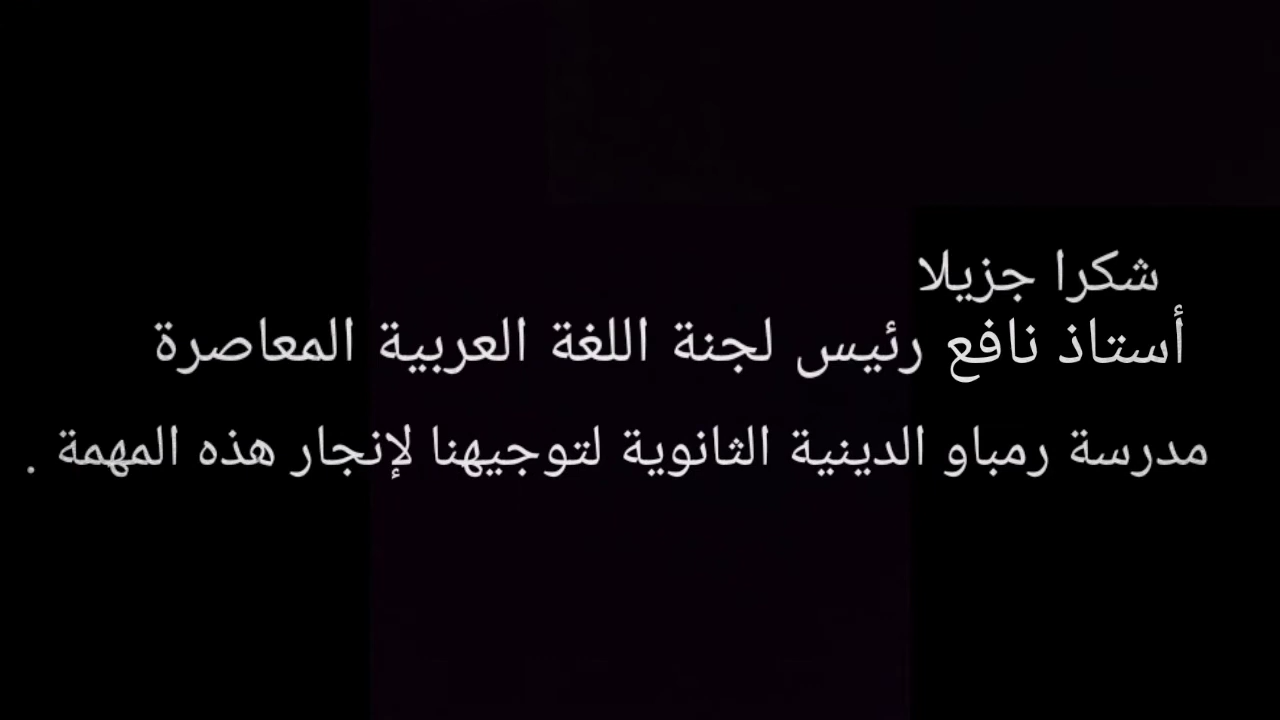 شكرا جزيلا
أستاذ نافع رئيس لجنة اللغة العربية المعاصرة
مدرسة رمباو الدينية الثانوية لتوجيهنا لإنجار هذه المهمة .